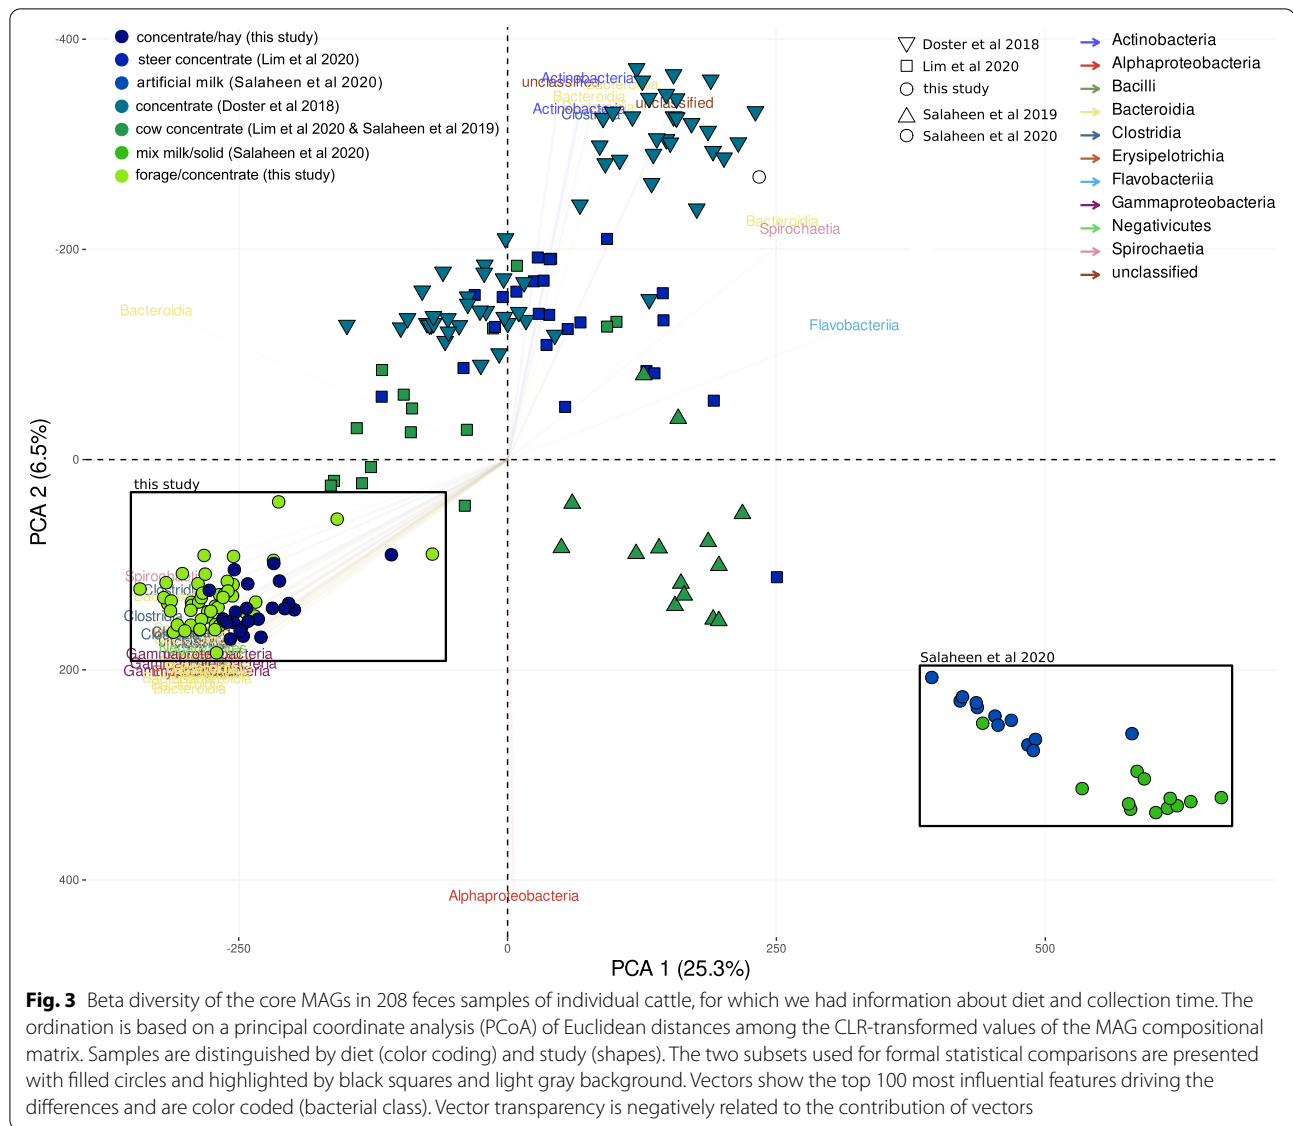 concentrate/hay (this study)
steer concentrate (Lim et al 2020)
artificial milk (Salaheen et al 2020)
concentrate (Doster et al 2018)
cow concentrate (Lim et al 2020 & Salaheen et al 2019)
mix milk/solid (Salaheen et al 2020)
forage/concentrate (this study)
Doster et al 2018
Lim et al 2020
this study
Salaheen et al 2019
Salaheen et al 2020
Actinobacteria
Alphaproteobacteria
Bacilli
Bacteroidia
Clostridia
Erysipelotrichia
Flavobacteriia
Gammaproteobacteria
Negativicutes
Spirochaetia
unclassified
-400
-200
0
200
400
PCA 2 (6.5%)
Actinobacteria
unclassified
Bacteroidia
unclassified
Actinobacteria
Clostridia
Bacteroidia
Spirochaetia
Bacteroidia
Flavobacteriia
this study
Spirochaetia
Clostridia
Clostridia
Gammaproteobacteria
Gammaproteobacteria
Bacteroidia
Salaheen et al 2020
Alphaproteobacteria
-250
0
250
500
PCA 1 (25.3%)
Fig. 3 Beta diversity of the core MAGs in 208 feces samples of individual cattle, for which we had information about diet and collection time. The
ordination is based on a principal coordinate analysis (PCoA) of Euclidean distances among the CLR-transformed values of the MAG compositional
matrix. Samples are distinguished by diet (color coding) and study (shapes). The two subsets used for formal statistical comparisons are presented
with filled circles and highlighted by black squares and light gray background. Vectors show the top 100 most influential features driving the
differences and are color coded (bacterial class). Vector transparency is negatively related to the contribution of vectors